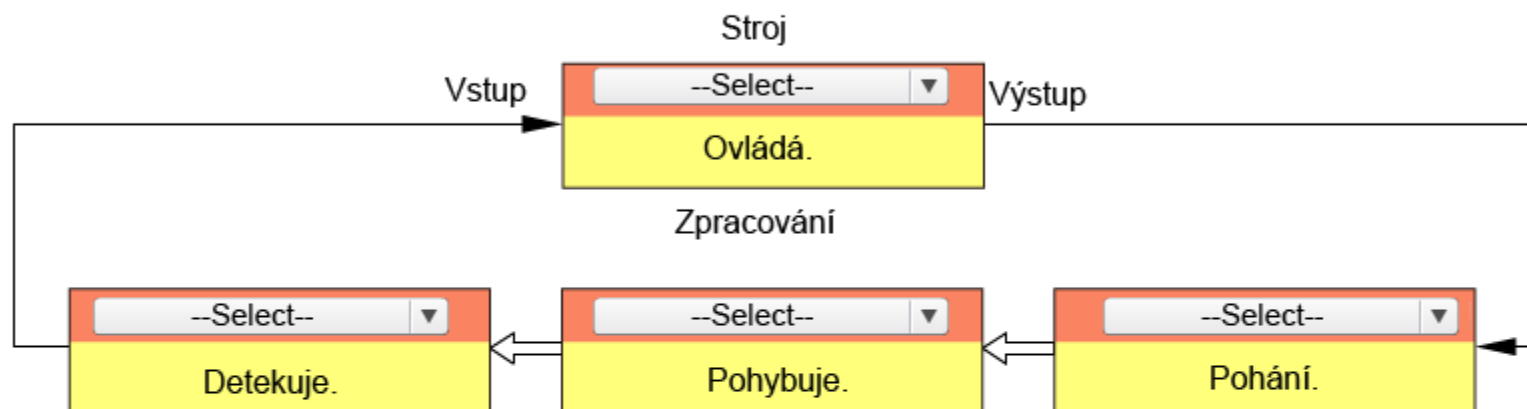 Stroj
Vstup
--Select--
Výstup
Ovládá.
Zpracování
--Select--
--Select--
--Select--
Detekuje.
Pohybuje.
Pohání.